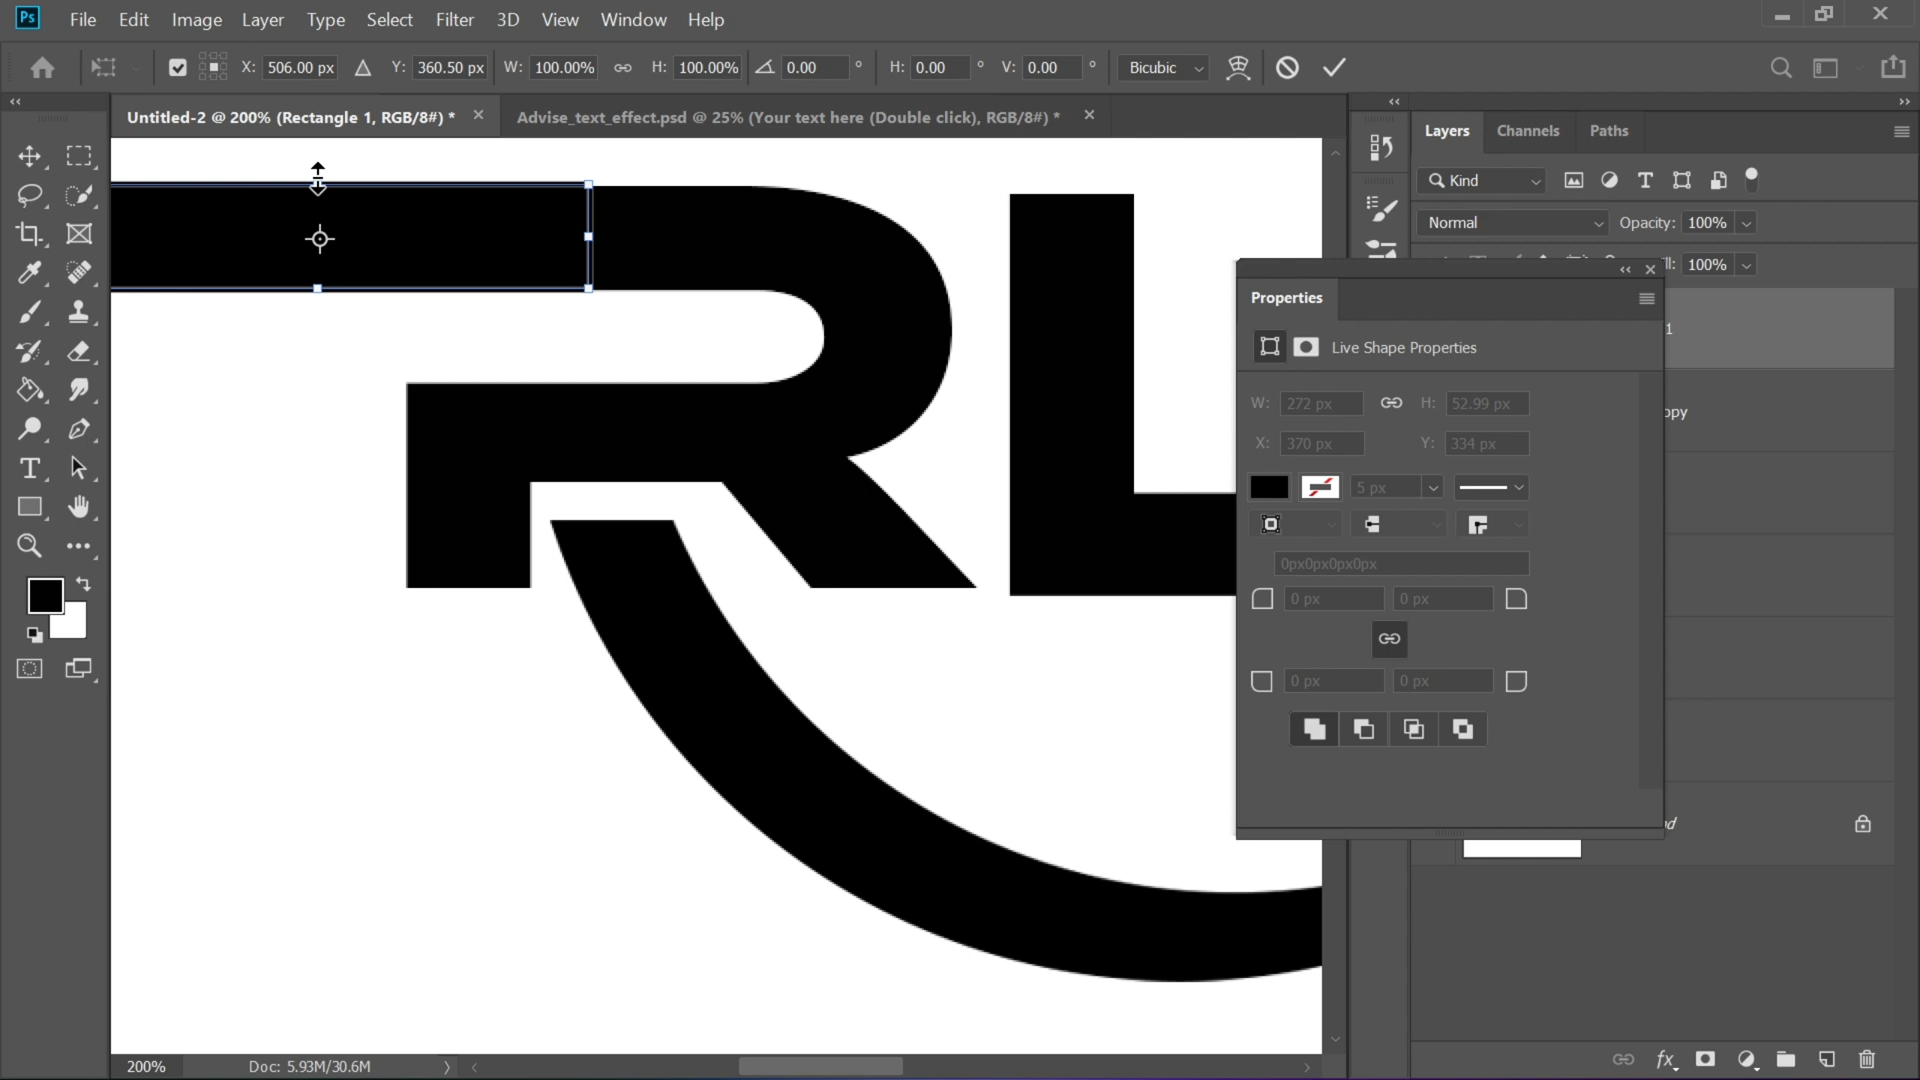 Ps File Edit Image Layer Type Select Filter 3D View Window Help
X: 506.00 px Y: 360.50 px W: 100.00% H: 100.00% 0.00 ° H: 0.00 ° V: 0.00 ° Bicubic
Untitled-2 @ 200% (Rectangle 1, RGB/8#) * Advise_text_effect.psd @ 25% (Your text here (Double click), RGB/8#) *
Layers Channels Paths
Kind
Normal Opacity: 100%
100%
RL
Properties
1
Live Shape Properties
W: 272 px H: 52.99 px
opy
X: 370 px Y: 334 px
5 px
0px0px0px0px
0 px 0 px
0 px 0 px
200% Doc: 5.93M/30.6M